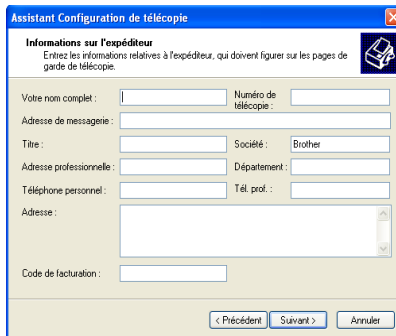 Assistant Configuration de télécopie
Informations sur l'expéditeur
Entrez les informations relatives à l'expéditeur, qui doivent figurer sur les pages de
garde de télécopie.
Votre nom complet :
Numéro de
télécopie :
Adresse de messagerie :
Titre :
Société :
Brother
Adresse professionnelle :
Département :
Téléphone personnel :
Tél. prof. :
Adresse :
Code de facturation :
< Précédent
Suivant >
Annuler